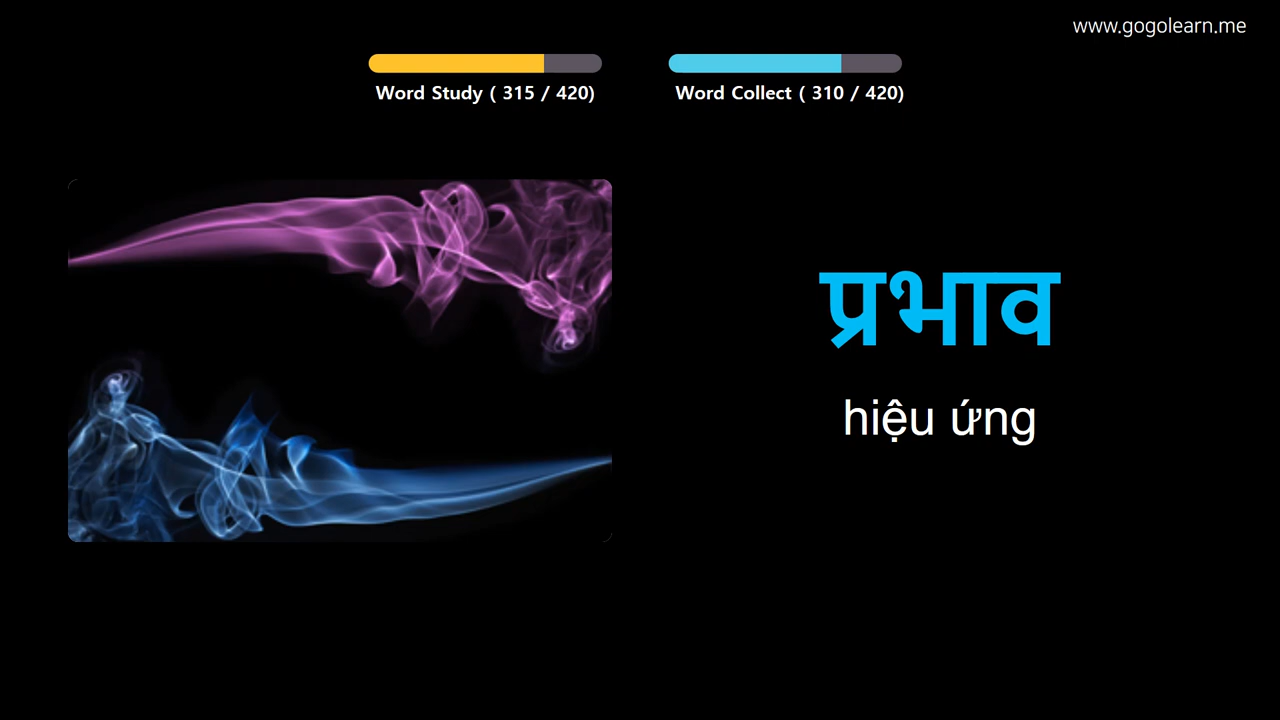 www.gogolearn.me
Word Study ( 315 / 420)
Word Collect ( 310 / 420)
प्रभाव
hiệu ứng